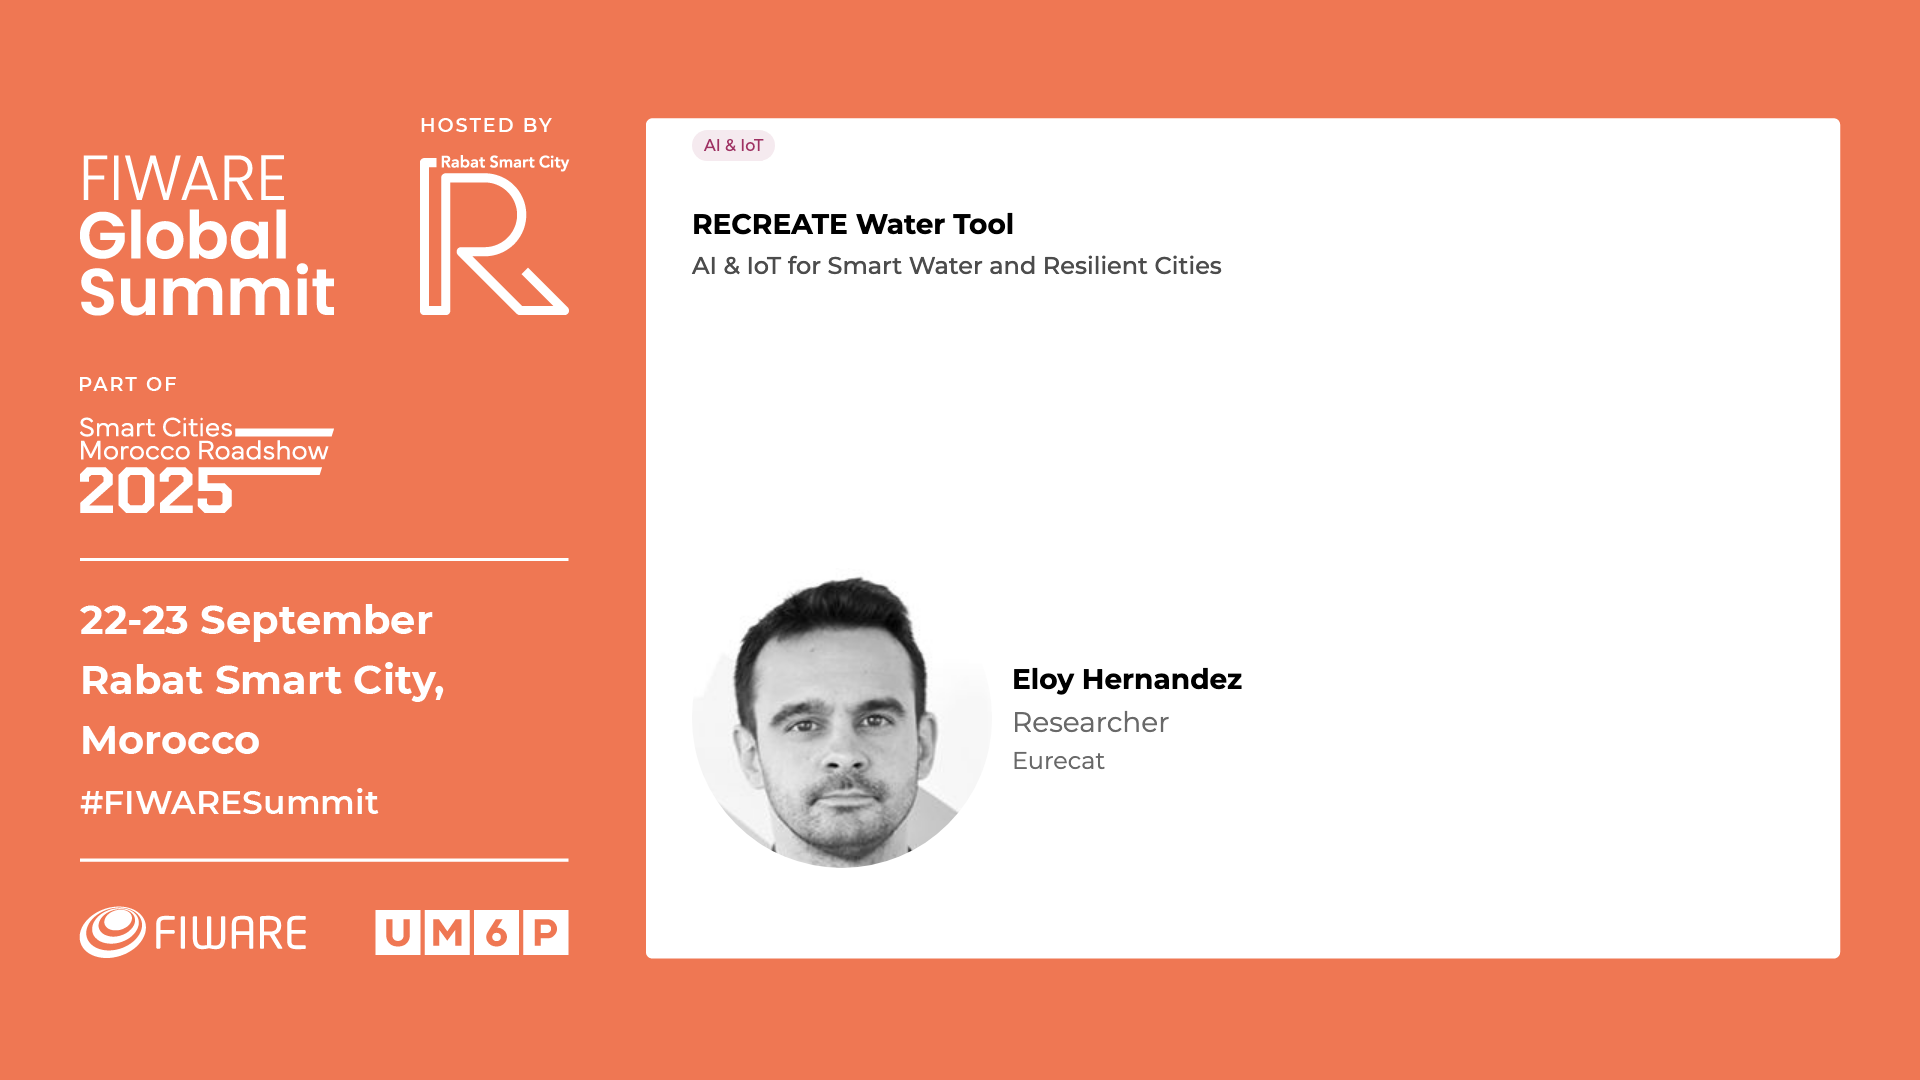 HOSTED BY
FIWARE
Global
Summit
Rabat Smart City
R
PART OF
Smart Cities
Morocco Roadshow
2025
22-23 September
Rabat Smart City,
Morocco
#FIWARESummit
FIWARE
UM6P
AI & IoT
RECREATE Water Tool
AI & IoT for Smart Water and Resilient Cities
Eloy Hernandez
Researcher
Eurecat